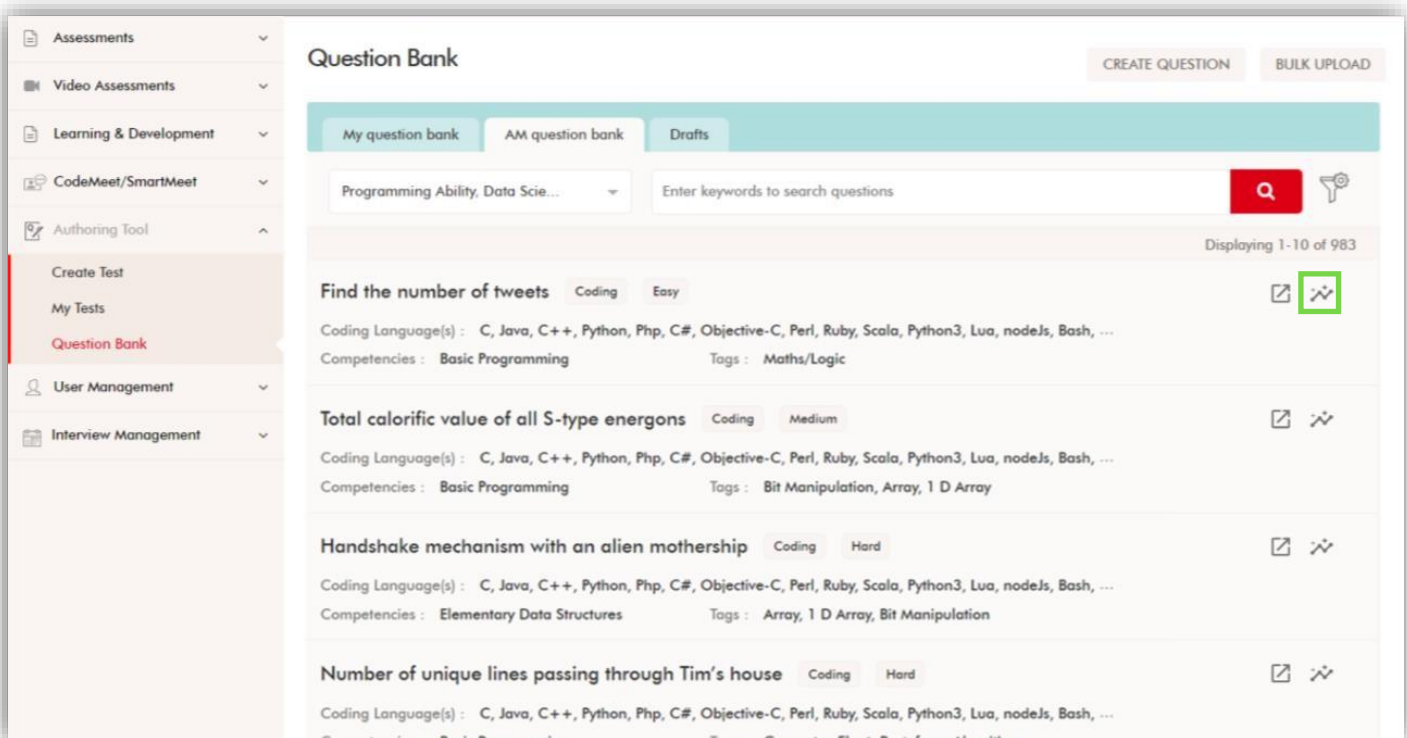 Assessments
Video Assessments
Learning & Development
CodeMeet/SmartMeet
Authoring Tool
Create Test
My Tests
Question Bank
User Management
Interview Management
Question Bank
CREATE QUESTION
BULK UPLOAD
My question bank
AM question bank
Drafts
Programming Ability, Data Scie...
Enter keywords to search questions
Displaying 1-10 of 983
Find the number of tweets Coding Easy
Coding Language(s) : C, Java, C++, Python, Php, C#, Objective-C, Perl, Ruby, Scala, Python3, Lua, nodeJs, Bash, ...
Competencies : Basic Programming Tags : Maths/Logic
Total calorific value of all S-type energons Coding Medium
Coding Language(s) : C, Java, C++, Python, Php, C#, Objective-C, Perl, Ruby, Scala, Python3, Lua, nodeJs, Bash, ...
Competencies : Basic Programming Tags : Bit Manipulation, Array, 1 D Array
Handshake mechanism with an alien mothership Coding Hard
Coding Language(s) : C, Java, C++, Python, Php, C#, Objective-C, Perl, Ruby, Scala, Python3, Lua, nodeJs, Bash, ...
Competencies : Elementary Data Structures Tags : Array, 1 D Array, Bit Manipulation
Number of unique lines passing through Tim's house Coding Hard
Coding Language(s) : C, Java, C++, Python, Php, C#, Objective-C, Perl, Ruby, Scala, Python3, Lua, nodeJs, Bash, ...